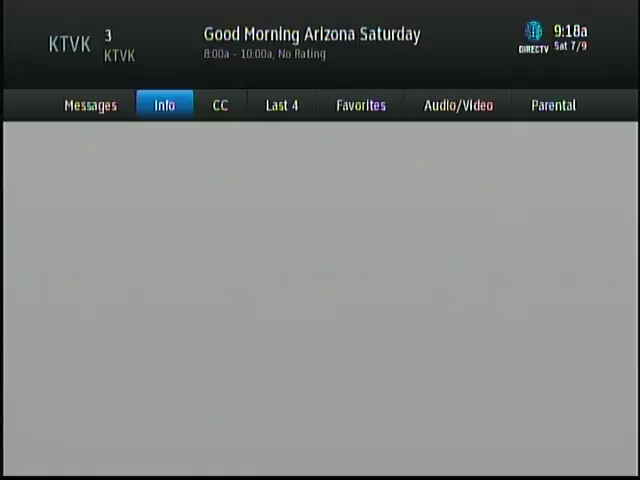 KTVK 3 KTVK
Good Morning Arizona Saturday
8:00a - 10:00a, No Rating
DIRECTV
9:18a
Sat 7/9
Messages Info CC Last 4 Favorites Audio/Video Parental